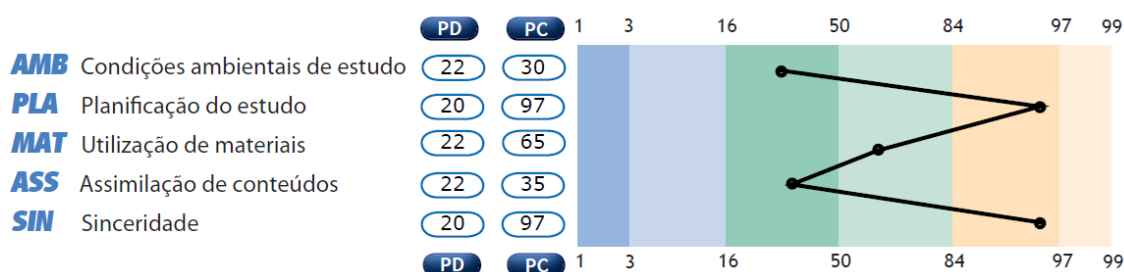 PD PC 1 3 16 50 84 97 99
AMB Condições ambientais de estudo 22 30
PLA Planificação do estudo 20 97
MAT Utilização de materiais 22 65
ASS Assimilação de conteúdos 22 35
SIN Sinceridade 20 97
PD PC 1 3 16 50 84 97 99